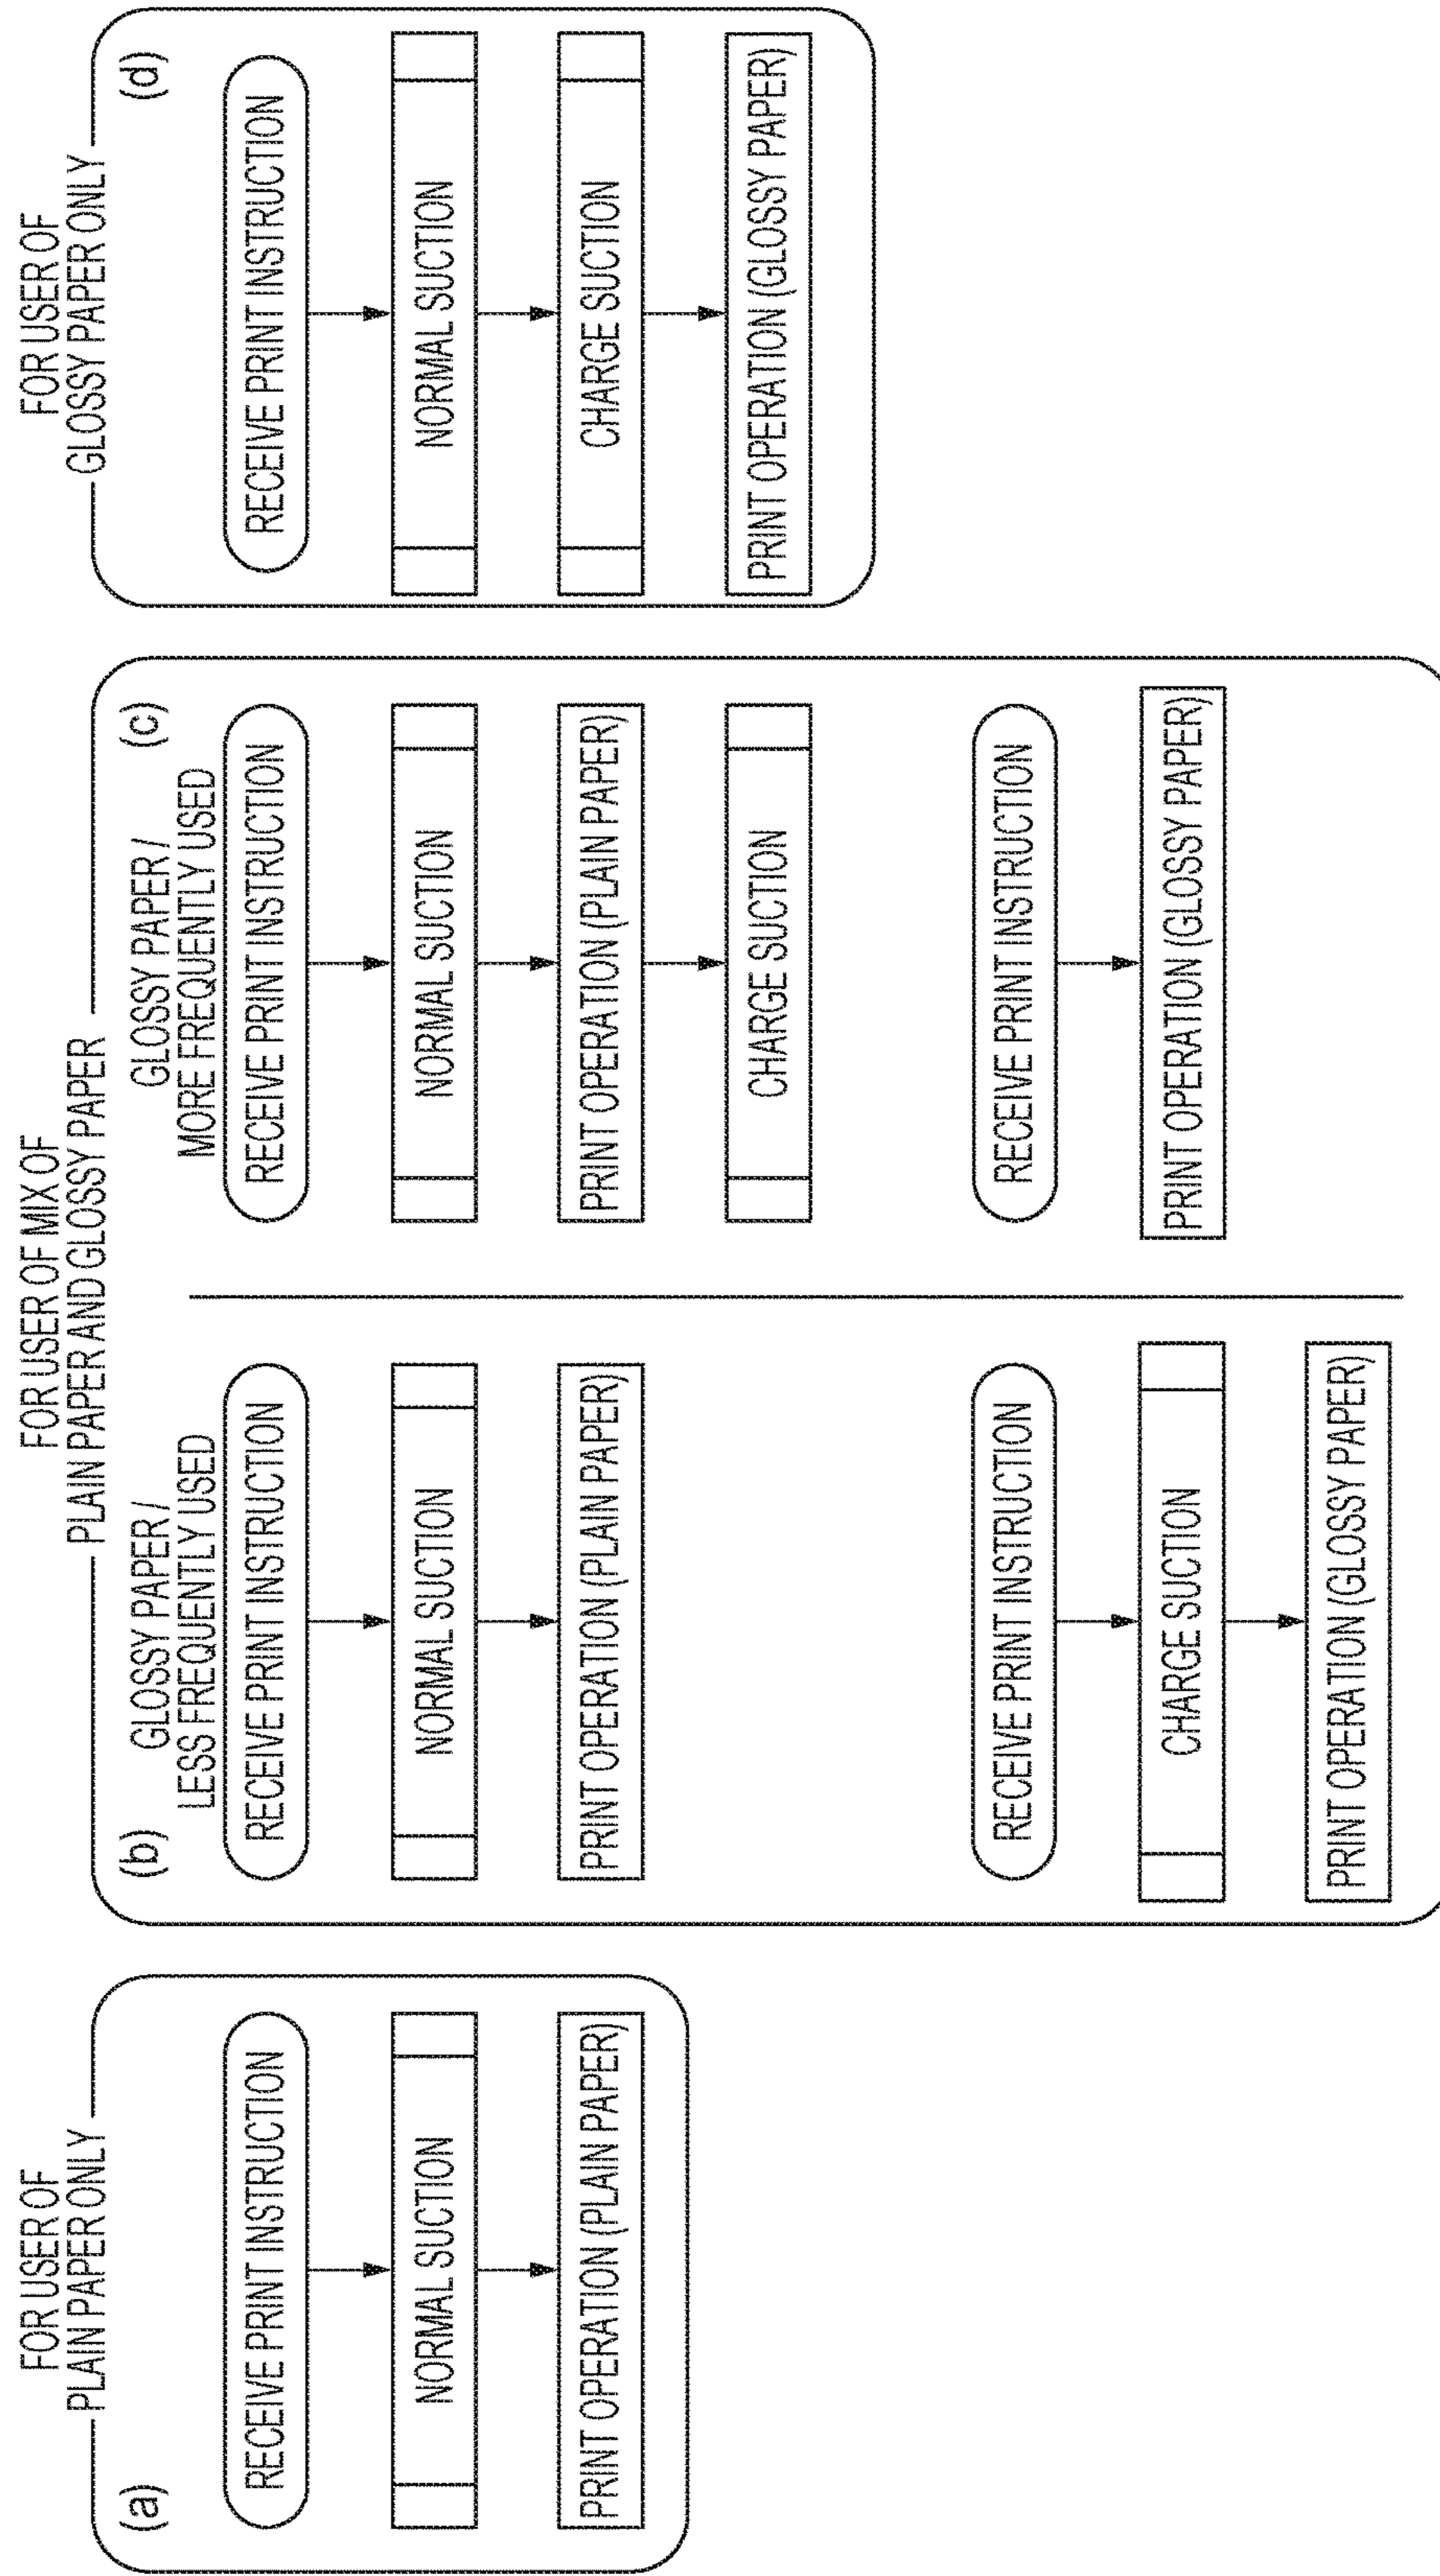 FOR USER OF
PLAIN PAPER ONLY
(a)
RECEIVE PRINT INSTRUCTION
NORMAL SUCTION
PRINT OPERATION (PLAIN PAPER)
FOR USER OF MIX OF
PLAIN PAPER AND GLOSSY PAPER
(b)
GLOSSY PAPER /
LESS FREQUENTLY USED
RECEIVE PRINT INSTRUCTION
NORMAL SUCTION
PRINT OPERATION (PLAIN PAPER)
RECEIVE PRINT INSTRUCTION
CHARGE SUCTION
PRINT OPERATION (GLOSSY PAPER)
(c)
GLOSSY PAPER /
MORE FREQUENTLY USED
RECEIVE PRINT INSTRUCTION
NORMAL SUCTION
PRINT OPERATION (PLAIN PAPER)
CHARGE SUCTION
RECEIVE PRINT INSTRUCTION
PRINT OPERATION (GLOSSY PAPER)
FOR USER OF
GLOSSY PAPER ONLY
(d)
RECEIVE PRINT INSTRUCTION
NORMAL SUCTION
CHARGE SUCTION
PRINT OPERATION (GLOSSY PAPER)